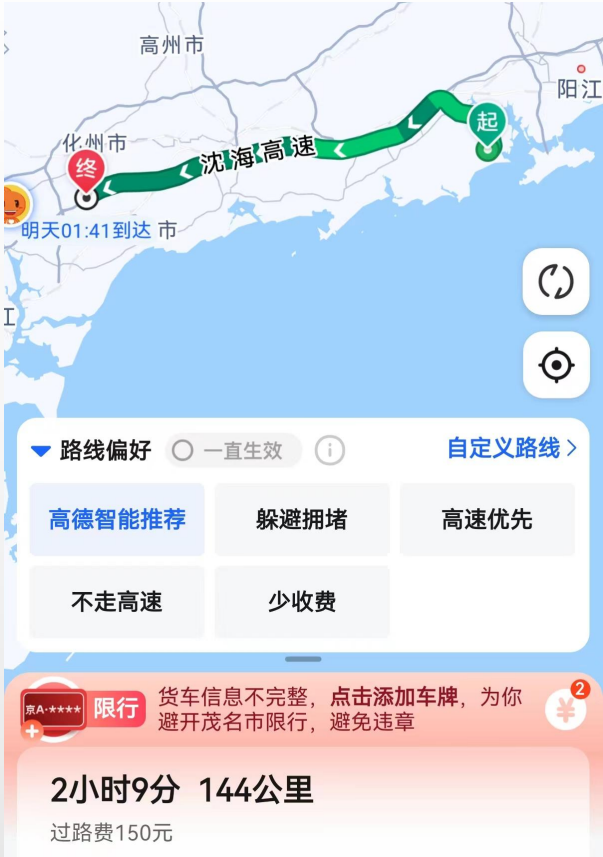 高州市
阳江
起
化州市
沈海高速
终
明天01:41到达 市
江
路线偏好 一直生效 i 自定义路线 >
高德智能推荐 躲避拥堵 高速优先
不走高速 少收费
京A·**** 限行 货车信息不完整，点击添加车牌，为你
避开茂名市限行，避免违章
¥ 2
2小时9分 144公里
过路费150元